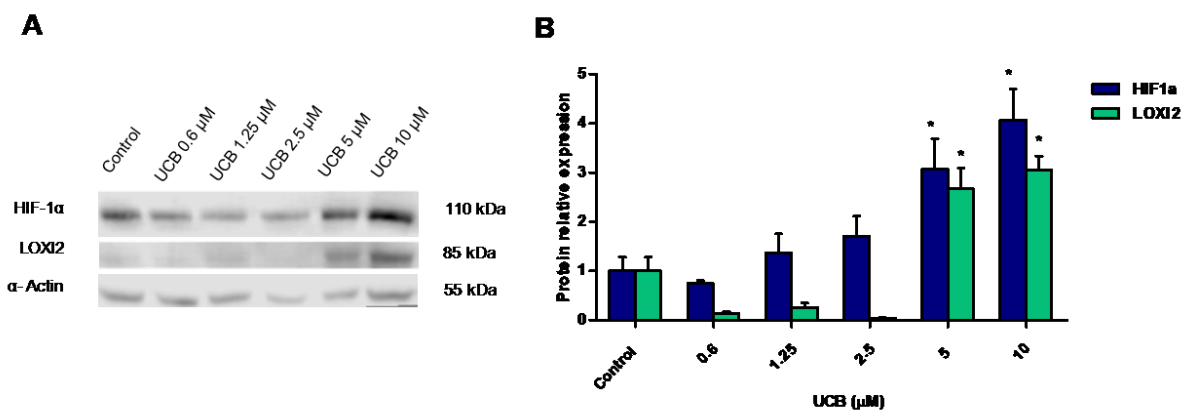 A
Control
UCB 0.6 µM
UCB 1.25 µM
UCB 2.5 µM
UCB 5 µM
UCB 10 µM
HIF-1α 110 kDa
LOXl2 85 kDa
α- Actin 55 kDa
B
Protein relative expression
5
4
3
2
1
0
* * * *
Control
0.6
1.25
2.5
5
10
UCB (µM)
HIF1a
LOXl2